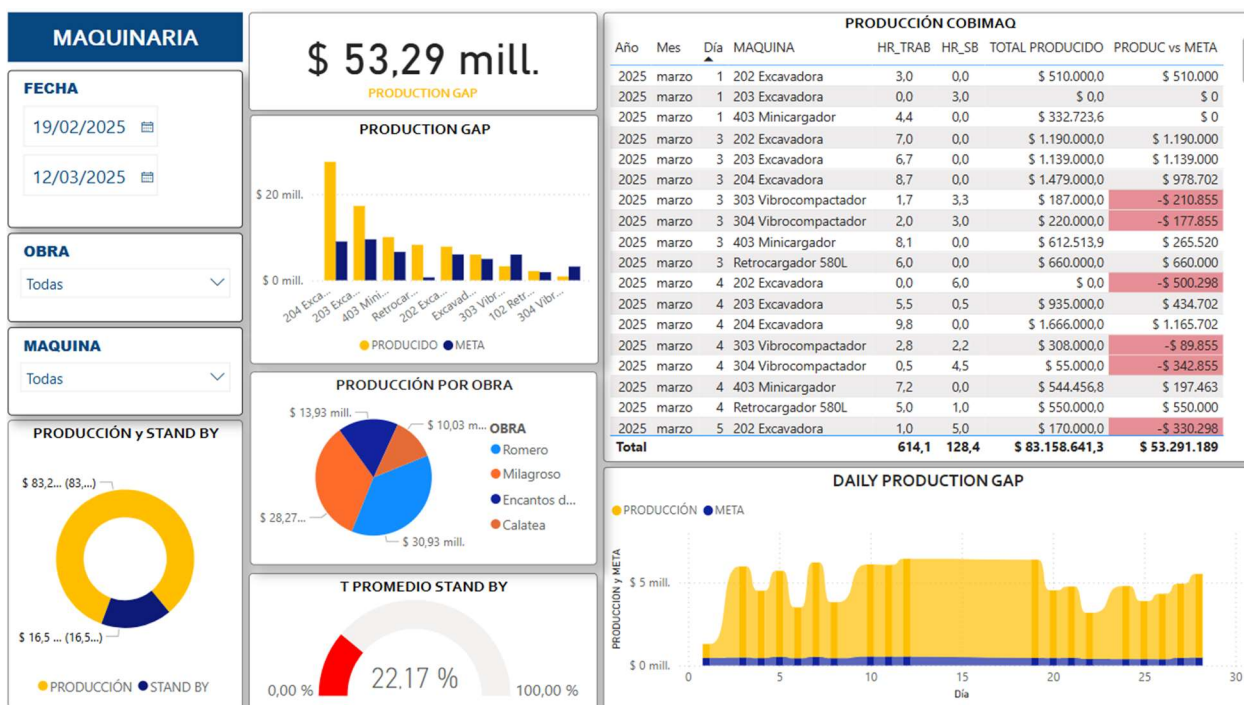 MAQUINARIA
FECHA
19/02/2025
12/03/2025
OBRA
Todas
MAQUINA
Todas
PRODUCCIÓN y STAND BY
$ 83,2... (83,...)
$ 16,5 ... (16,5...)
PRODUCCIÓN STAND BY
$ 53,29 mill.
PRODUCTION GAP
PRODUCTION GAP
$ 20 mill.
$ 0 mill.
204 Exca...
203 Exca...
403 Mini...
Retrocar...
202 Exca...
Excavad...
303 Vibr...
102 Retr...
304 Vibr...
PRODUCIDO META
PRODUCCIÓN POR OBRA
$ 13,93 mill.
$ 10,03 m...
$ 28,27...
$ 30,93 mill.
OBRA
Romero
Milagroso
Encantos d...
Calatea
T PROMEDIO STAND BY
22,17 %
0,00 %
100,00 %
PRODUCCIÓN COBIMAQ
Año Mes Día MAQUINA HR_TRAB HR_SB TOTAL PRODUCIDO PRODUC vs META
2025 marzo 1 202 Excavadora 3,0 0,0 $ 510.000,0 $ 510.000
2025 marzo 1 203 Excavadora 0,0 3,0 $ 0,0 $ 0
2025 marzo 1 403 Minicargador 4,4 0,0 $ 332.723,6 $ 0
2025 marzo 3 202 Excavadora 7,0 0,0 $ 1.190.000,0 $ 1.190.000
2025 marzo 3 203 Excavadora 6,7 0,0 $ 1.139.000,0 $ 1.139.000
2025 marzo 3 204 Excavadora 8,7 0,0 $ 1.479.000,0 $ 978.702
2025 marzo 3 303 Vibrocompactador 1,7 3,3 $ 187.000,0 -$ 210.855
2025 marzo 3 304 Vibrocompactador 2,0 3,0 $ 220.000,0 -$ 177.855
2025 marzo 3 403 Minicargador 8,1 0,0 $ 612.513,9 $ 265.520
2025 marzo 3 Retrocargador 580L 6,0 0,0 $ 660.000,0 $ 660.000
2025 marzo 4 202 Excavadora 0,0 6,0 $ 0,0 -$ 500.298
2025 marzo 4 203 Excavadora 5,5 0,5 $ 935.000,0 $ 434.702
2025 marzo 4 204 Excavadora 9,8 0,0 $ 1.666.000,0 $ 1.165.702
2025 marzo 4 303 Vibrocompactador 2,8 2,2 $ 308.000,0 -$ 89.855
2025 marzo 4 304 Vibrocompactador 0,5 4,5 $ 55.000,0 -$ 342.855
2025 marzo 4 403 Minicargador 7,2 0,0 $ 544.456,8 $ 197.463
2025 marzo 4 Retrocargador 580L 5,0 1,0 $ 550.000,0 $ 550.000
2025 marzo 5 202 Excavadora 1,0 5,0 $ 170.000,0 -$ 330.298
Total 614,1 128,4 $ 83.158.641,3 $ 53.291.189
DAILY PRODUCTION GAP
PRODUCCIÓN META
PRODUCCIÓN y META
$ 5 mill.
$ 0 mill.
0 5 10 15 20 25 30
Día